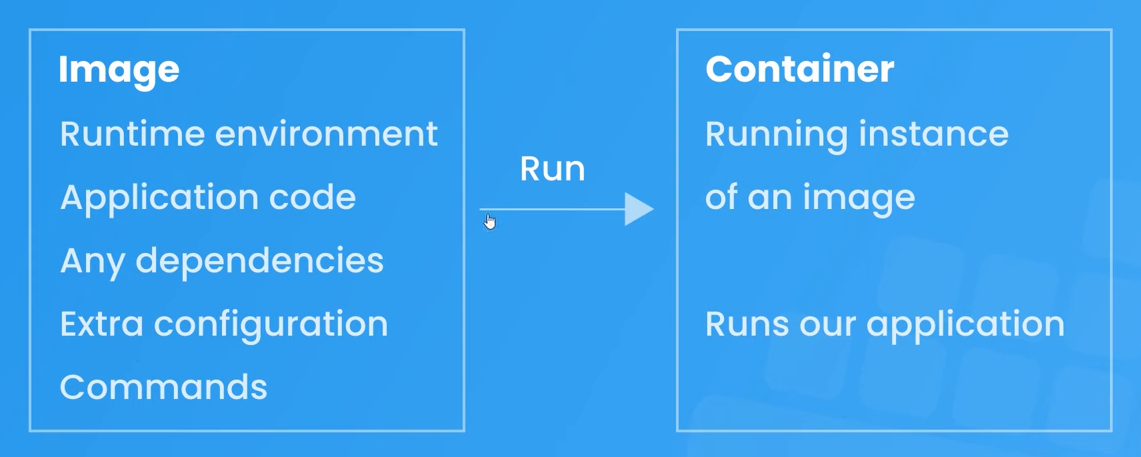 Image
Runtime environment
Application code
Any dependencies
Extra configuration
Commands
Run
Container
Running instance
of an image
Runs our application